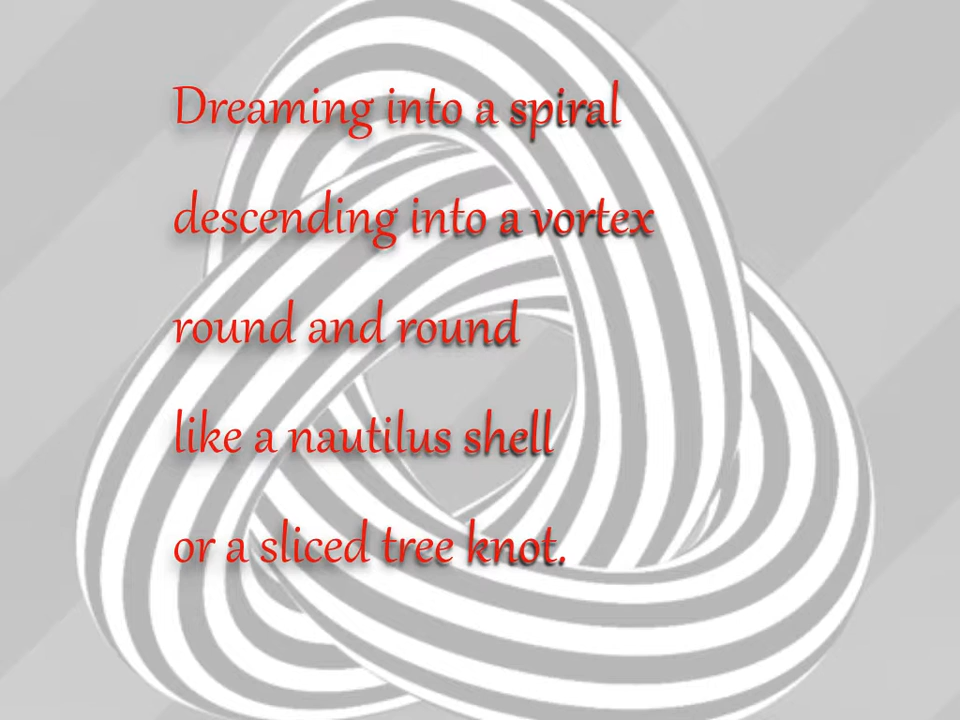 Dreaming into a spiral
descending into a vortex
round and round
like a nautilus shell
or a sliced tree knot.